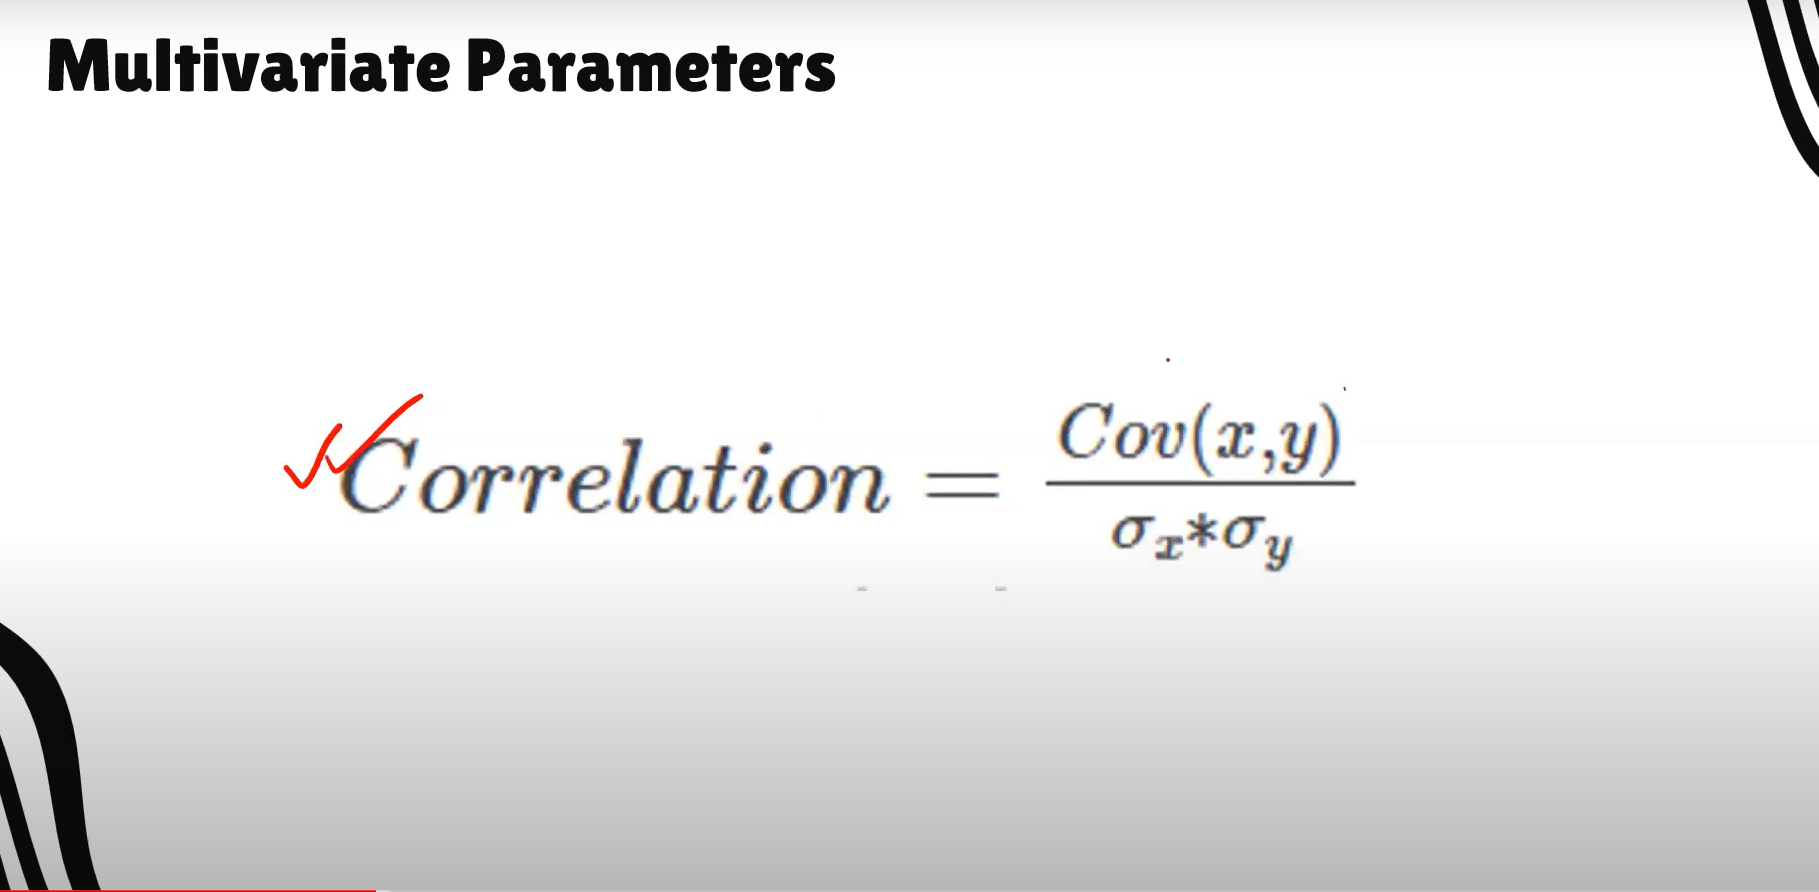 Multivariate Parameters
Correlation = Cov(x,y)
σx*σy